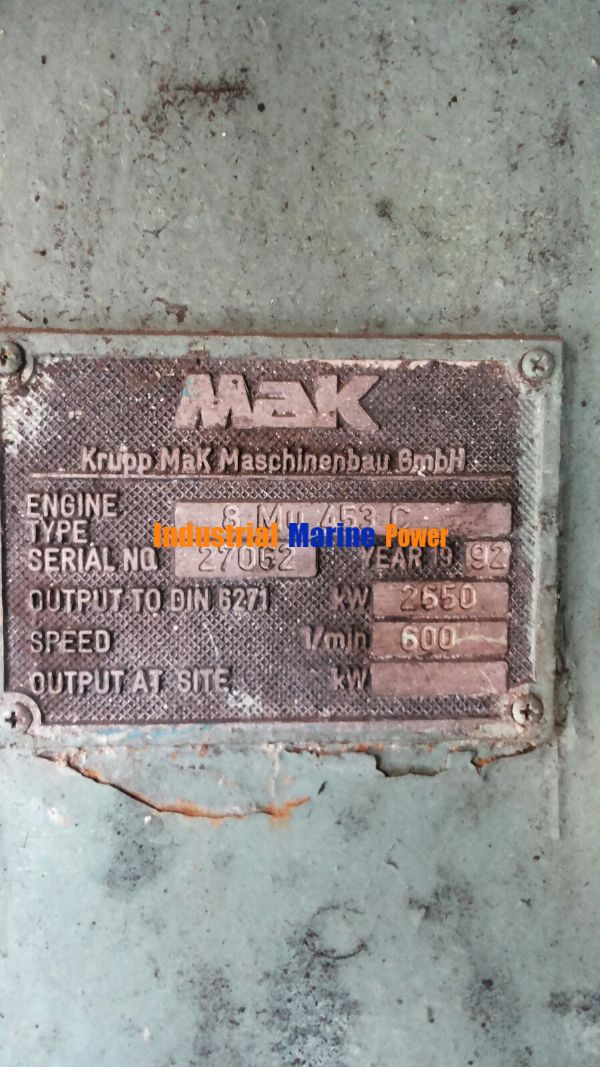 MaK
Krupp MaK Maschinenbau GmbH
ENGINE TYPE 8 Mu 453 C
Industrial Marine Power
SERIAL NO 27062 YEAR 19 92
OUTPUT TO DIN 6271 kW 2650
SPEED 1/min 600
OUTPUT AT SITE kW